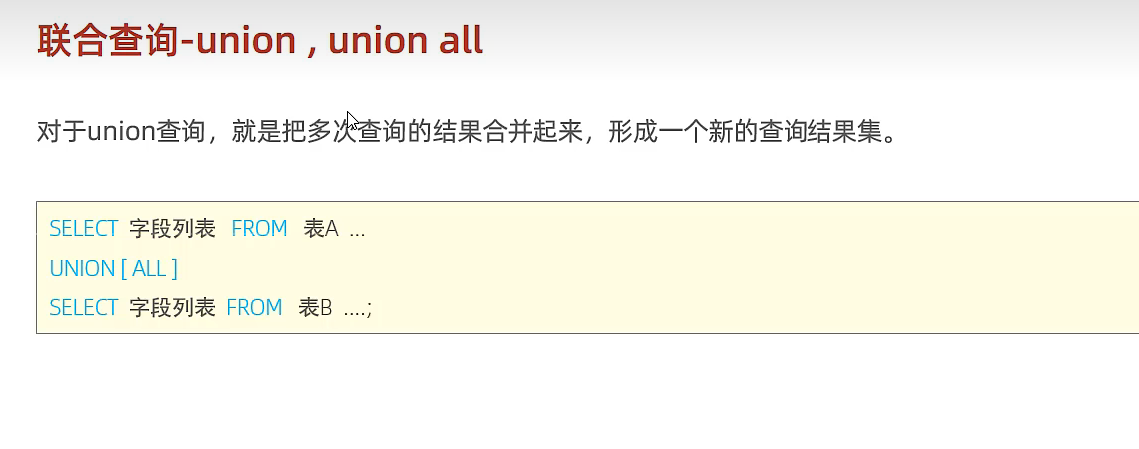 联合查询-union , union all
对于union查询，就是把多次查询的结果合并起来，形成一个新的查询结果集。
SELECT 字段列表 FROM 表A ...
UNION [ ALL ]
SELECT 字段列表 FROM 表B ....;